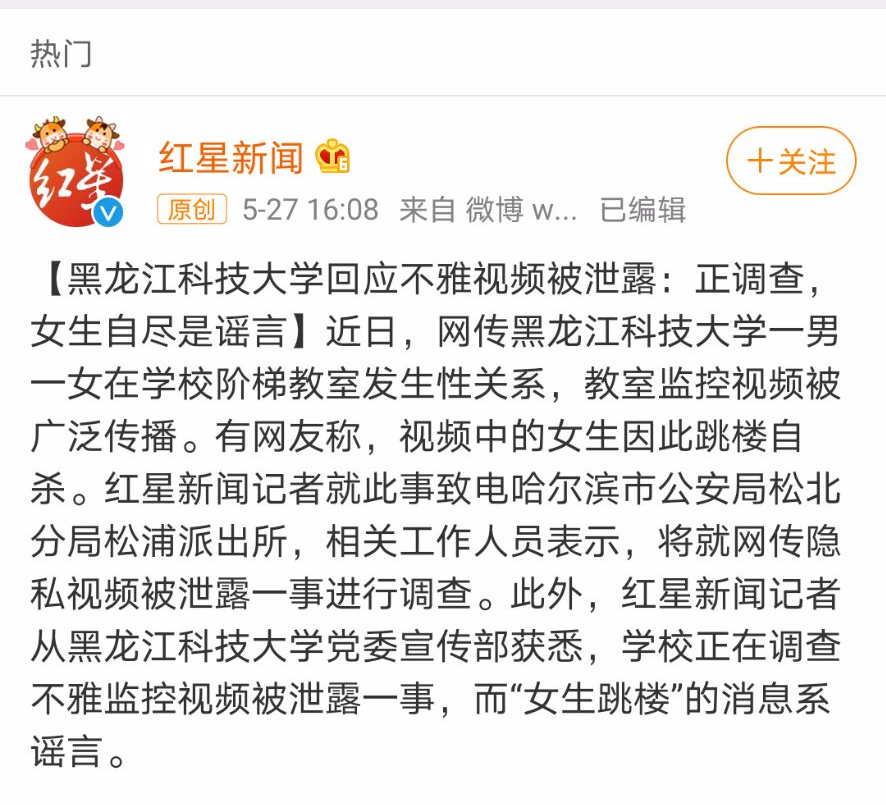 热门
红星新闻
+关注
原创 5-27 16:08 来自 微博 w... 已编辑
【黑龙江科技大学回应不雅视频被泄露：正调查，
女生自尽是谣言】近日，网传黑龙江科技大学一男
一女在学校阶梯教室发生性关系，教室监控视频被
广泛传播。有网友称，视频中的女生因此跳楼自
杀。红星新闻记者就此事致电哈尔滨市公安局松北
分局松浦派出所，相关工作人员表示，将就网传隐
私视频被泄露一事进行调查。此外，红星新闻记者
从黑龙江科技大学党委宣传部获悉，学校正在调查
不雅监控视频被泄露一事，而“女生跳楼”的消息系
谣言。